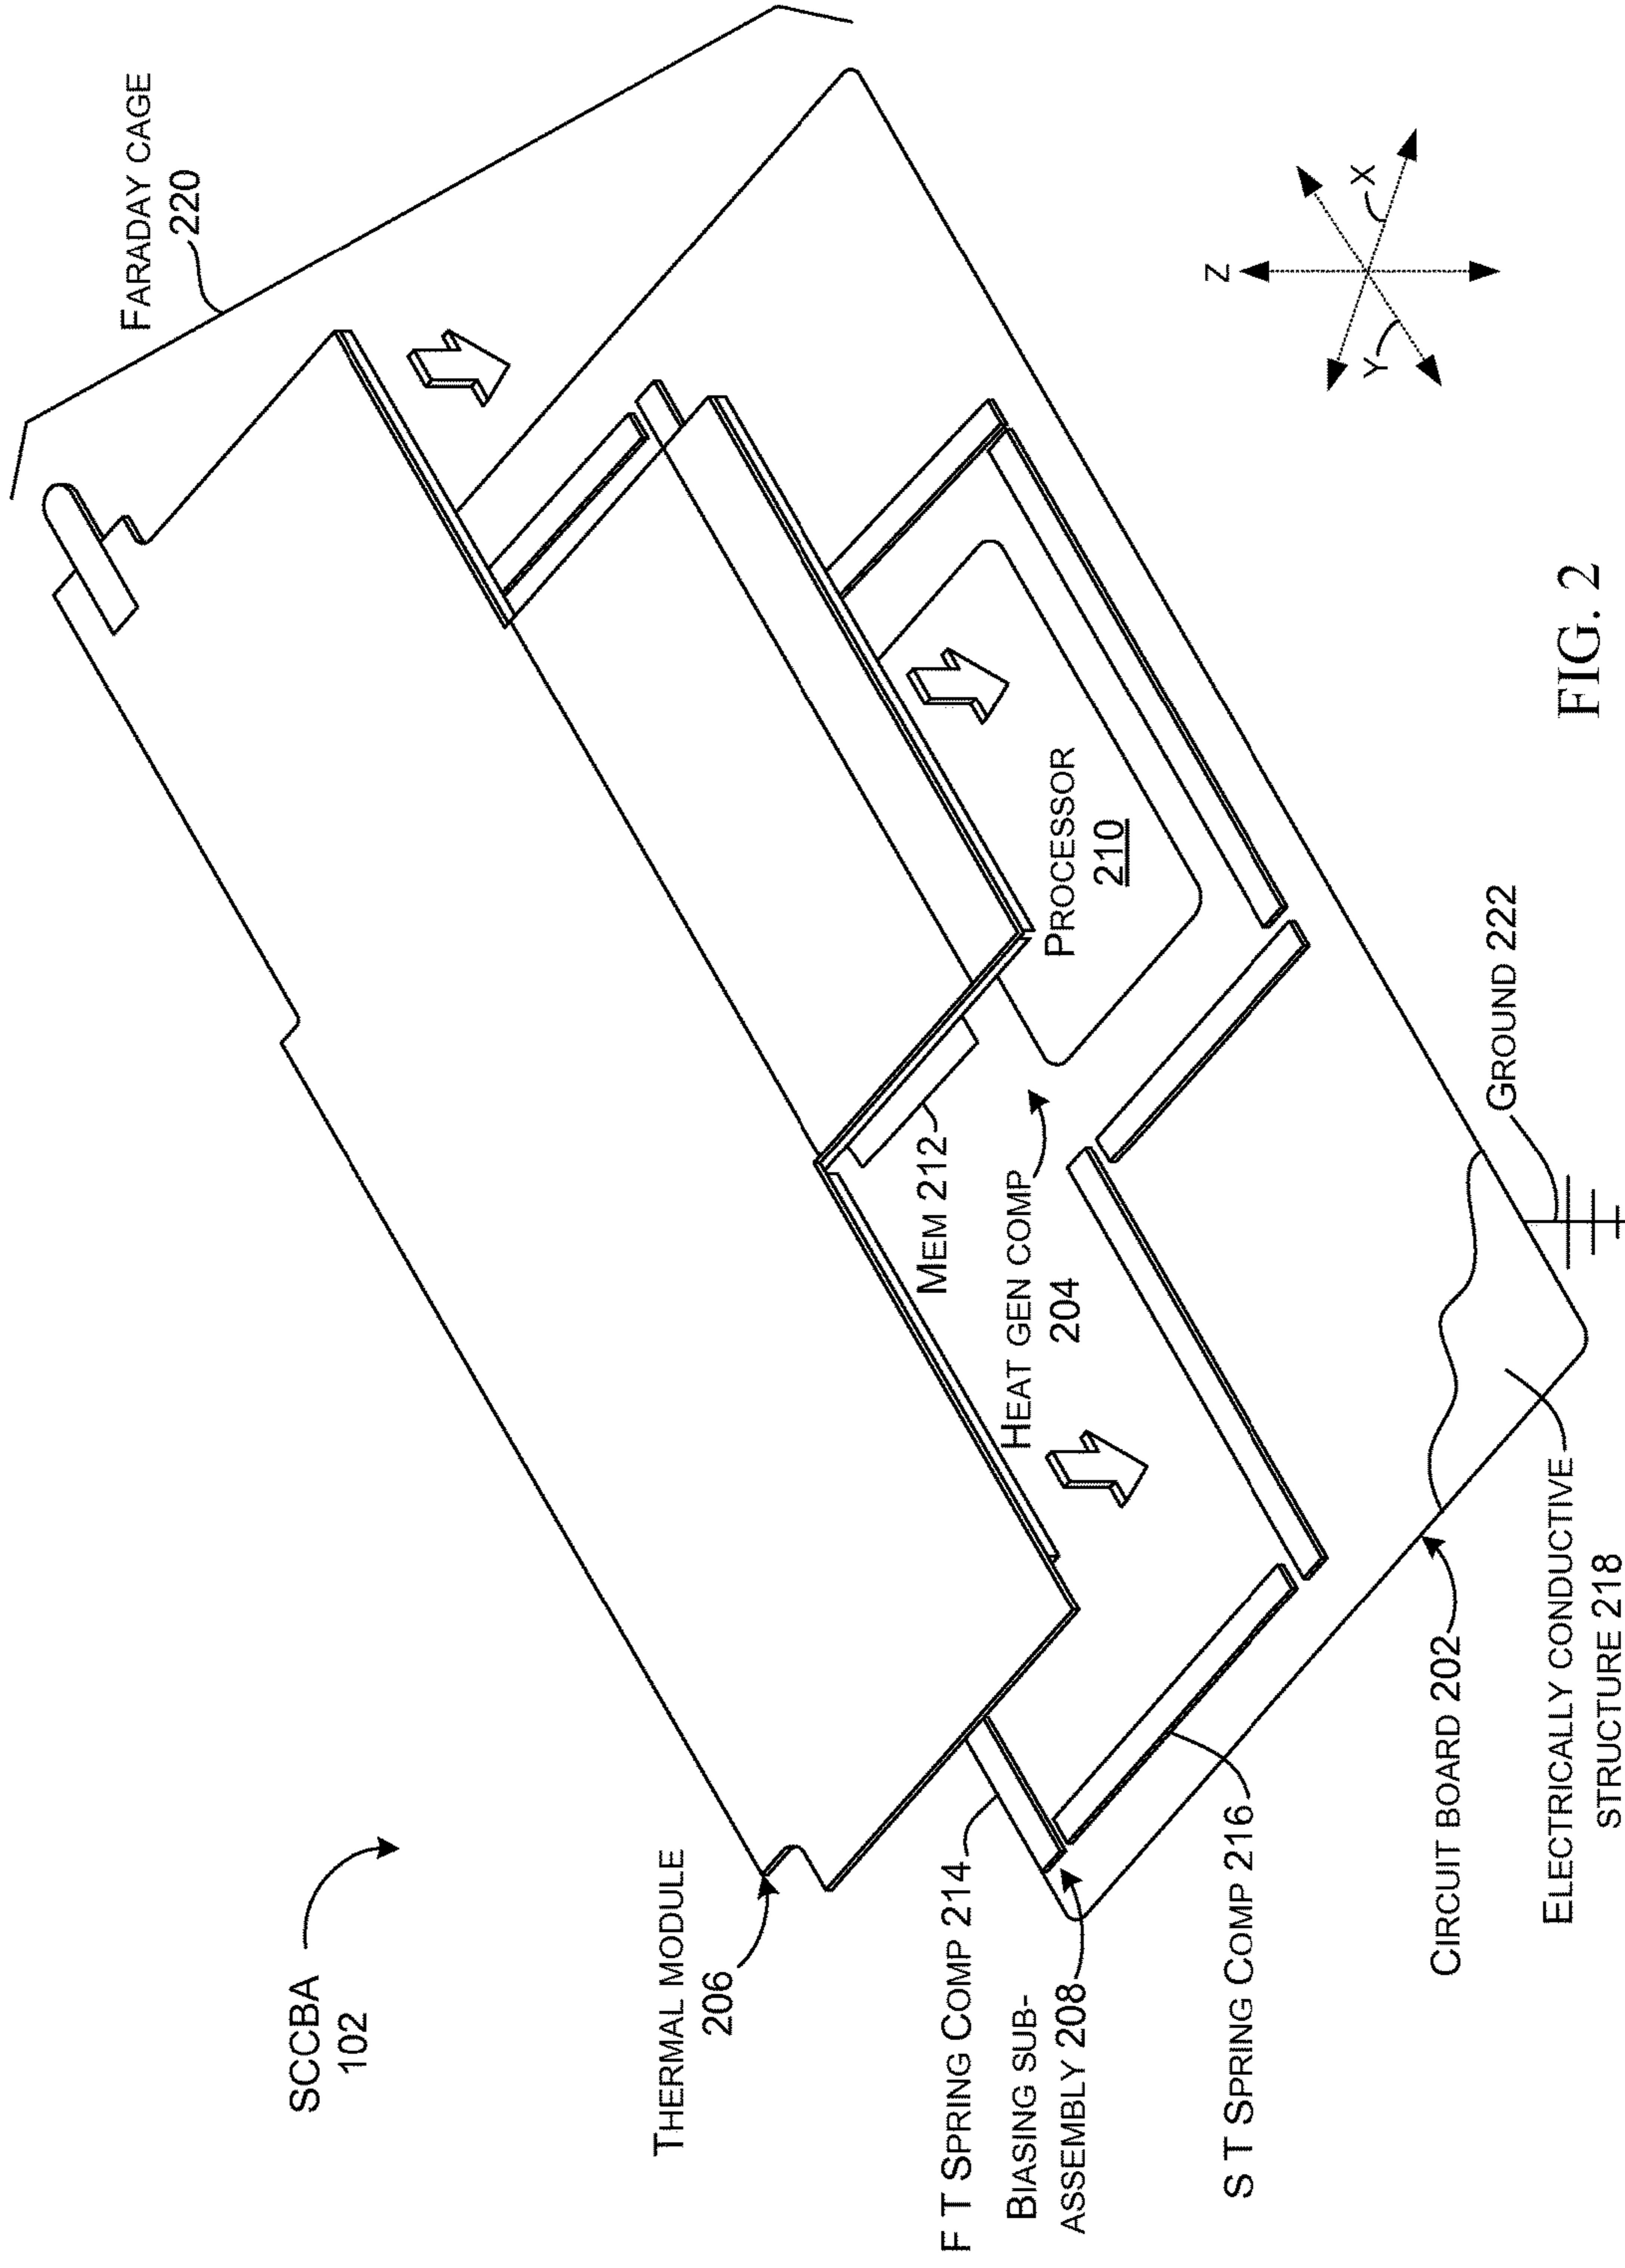 SCCBA
102
THERMAL MODULE
206
F T SPRING COMP 214
BIASING SUB-
ASSEMBLY 208
S T SPRING COMP 216
CIRCUIT BOARD 202
ELECTRICALLY CONDUCTIVE
STRUCTURE 218
GROUND 222
HEAT GEN COMP
204
MEM 212
PROCESSOR
210
FARADAY CAGE
220
Z
X
Y
FIG. 2